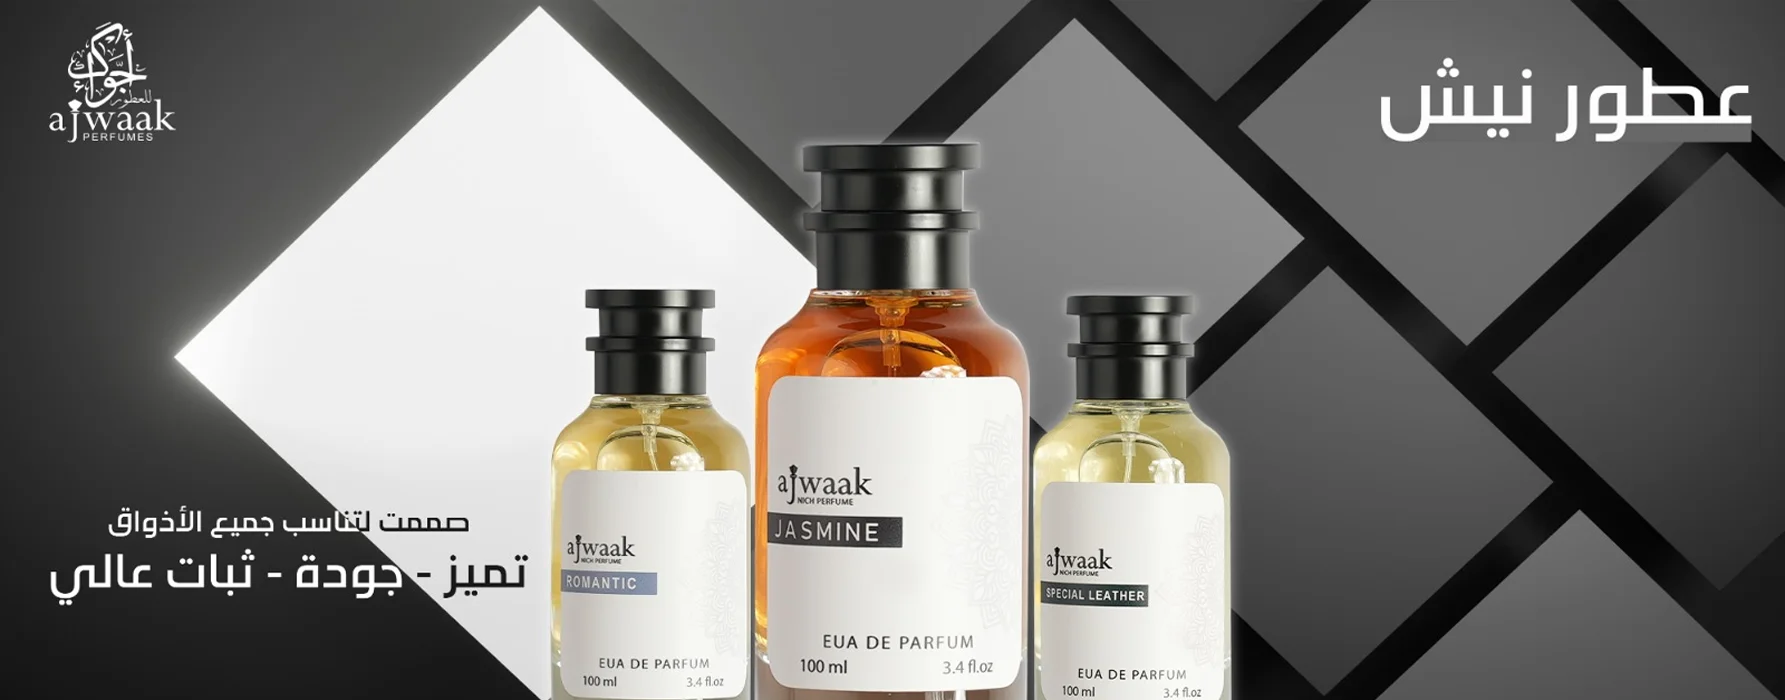 أجواك
للعطور
ajwaak
PERFUMES
عطور نيش
صممت لتناسب جميع الأذواق
تميز - جودة - ثبات عالي
ajwaak
NICH PERFUME
ROMANTIC
EUA DE PARFUM
100 ml 3.4 fl.oz
ajwaak
NICH PERFUME
JASMINE
EUA DE PARFUM
100 ml 3.4 fl.oz
ajwaak
NICH PERFUME
SPECIAL LEATHER
EUA DE PARFUM
100 ml 3.4 fl.oz